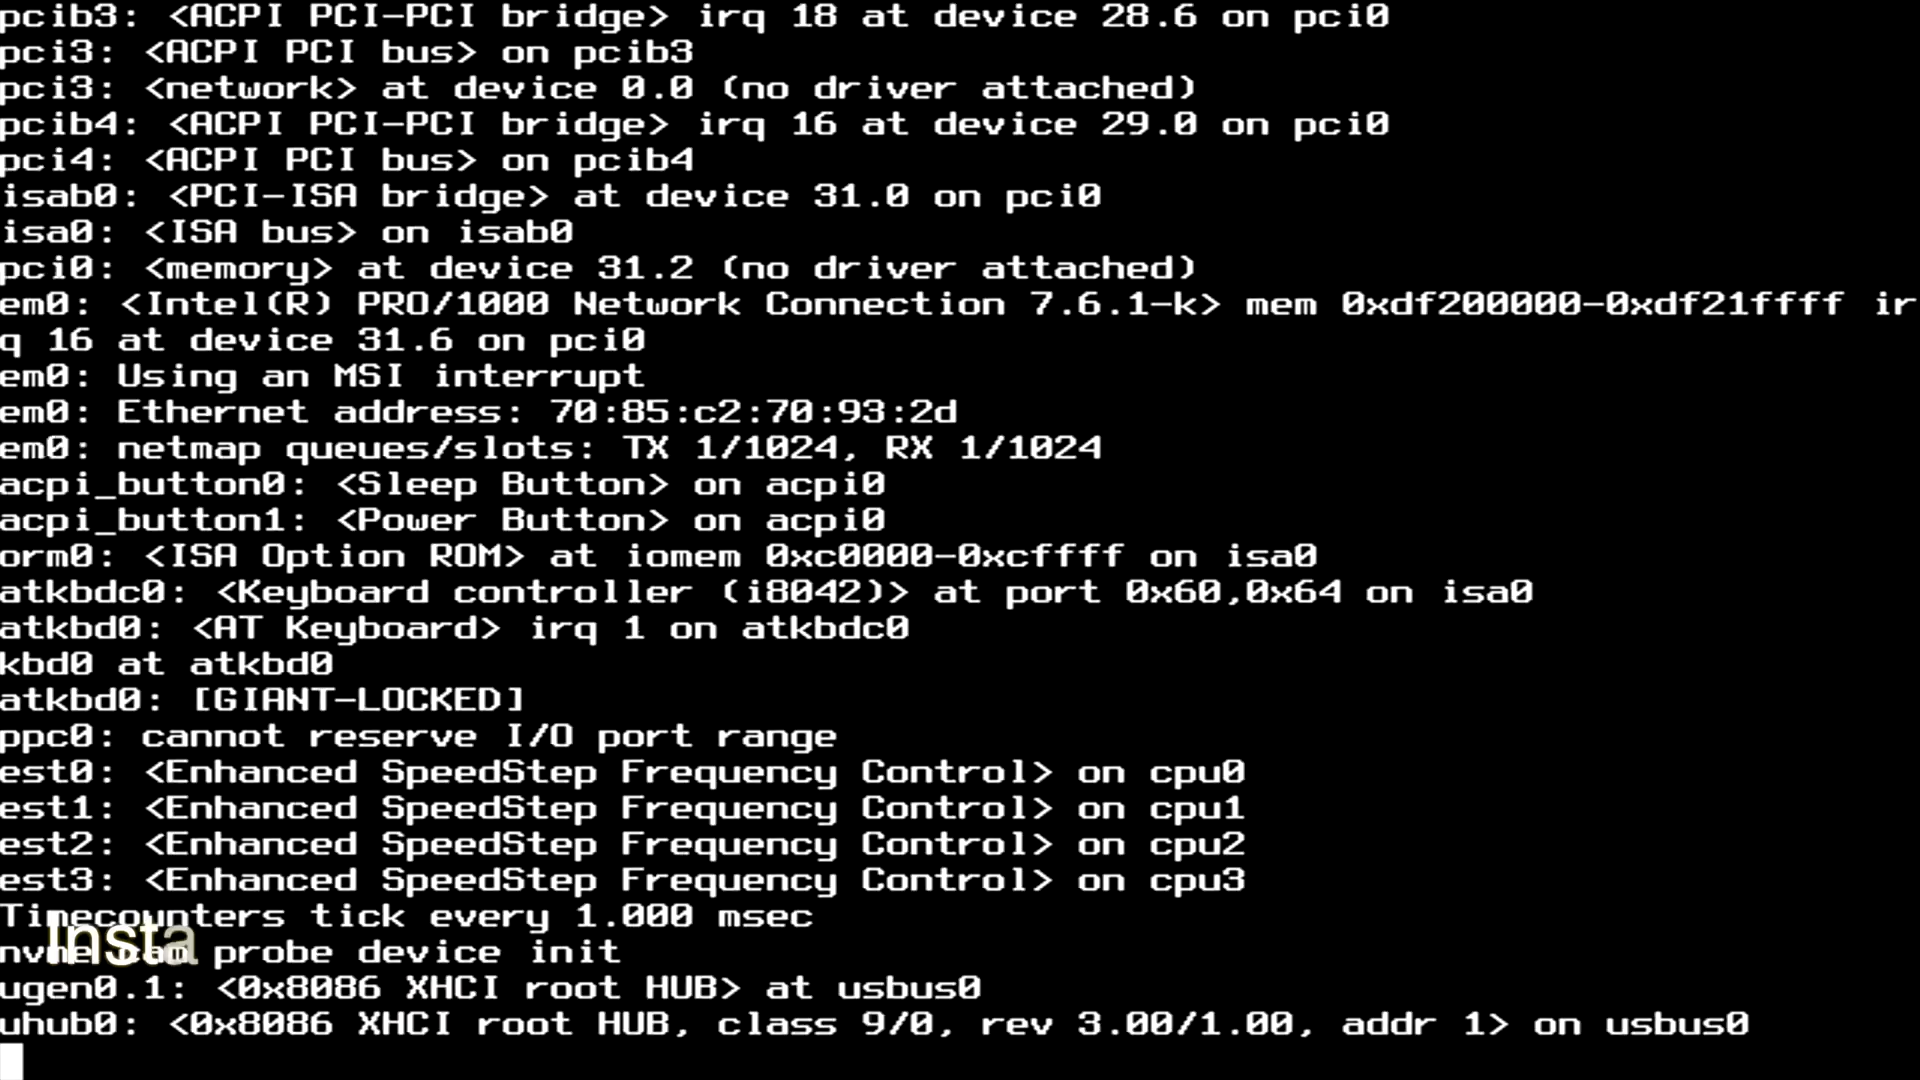 pcib3: <ACPI PCI-PCI bridge> irq 18 at device 28.6 on pci0
pci3: <ACPI PCI bus> on pcib3
pci3: <network> at device 0.0 (no driver attached)
pcib4: <ACPI PCI-PCI bridge> irq 16 at device 29.0 on pci0
pci4: <ACPI PCI bus> on pcib4
isab0: <PCI-ISA bridge> at device 31.0 on pci0
isa0: <ISA bus> on isab0
pci0: <memory> at device 31.2 (no driver attached)
em0: <Intel(R) PRO/1000 Network Connection 7.6.1-k> mem 0xdf200000-0xdf21ffff ir
q 16 at device 31.6 on pci0
em0: Using an MSI interrupt
em0: Ethernet address: 70:85:c2:70:93:2d
em0: netmap queues/slots: TX 1/1024, RX 1/1024
acpi_button0: <Sleep Button> on acpi0
acpi_button1: <Power Button> on acpi0
orm0: <ISA Option ROM> at iomem 0xc0000-0xcffff on isa0
atkbdc0: <Keyboard controller (i8042)> at port 0x60,0x64 on isa0
atkbd0: <AT Keyboard> irq 1 on atkbdc0
kbd0 at atkbd0
atkbd0: [GIANT-LOCKED]
ppc0: cannot reserve I/O port range
est0: <Enhanced SpeedStep Frequency Control> on cpu0
est1: <Enhanced SpeedStep Frequency Control> on cpu1
est2: <Enhanced SpeedStep Frequency Control> on cpu2
est3: <Enhanced SpeedStep Frequency Control> on cpu3
Timecounters tick every 1.000 msec
Insta
nvme cam probe device init
ugen0.1: <0x8086 XHCI root HUB> at usbus0
uhub0: <0x8086 XHCI root HUB, class 9/0, rev 3.00/1.00, addr 1> on usbus0